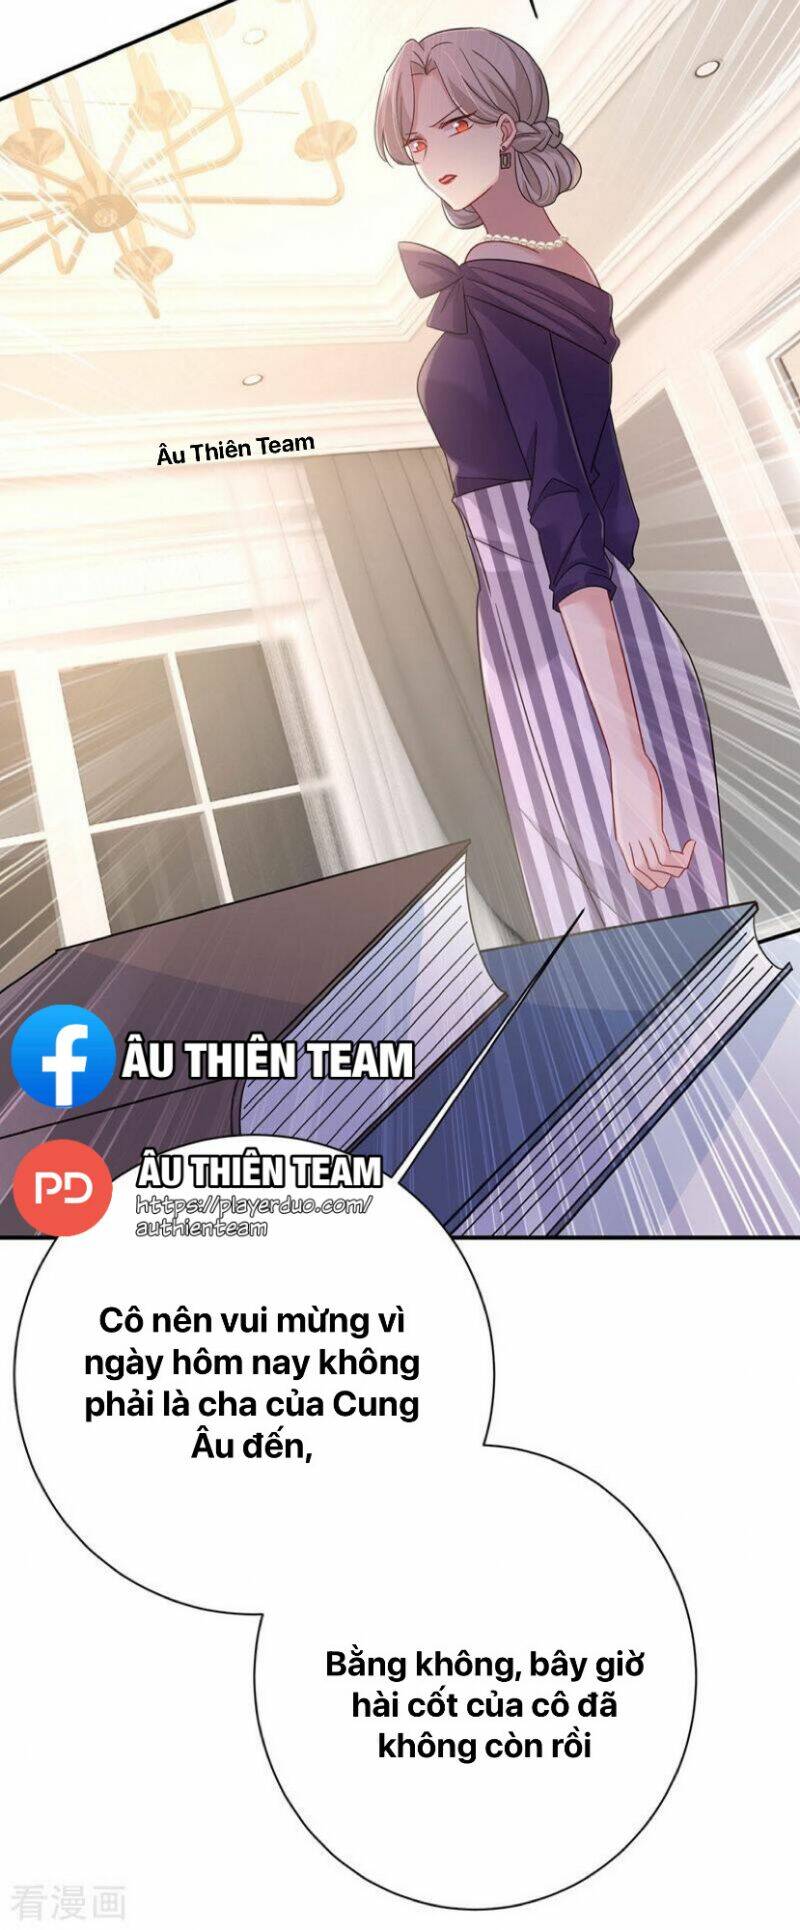 Âu Thiên Team
ÂU THIÊN TEAM
PD
ÂU THIÊN TEAM
https://playerduo.com/
authienteam
Cô nên vui mừng vì
ngày hôm nay không
phải là cha của Cung
Âu đến,
Bằng không, bây giờ
hài cốt của cô đã
không còn rồi
看漫画